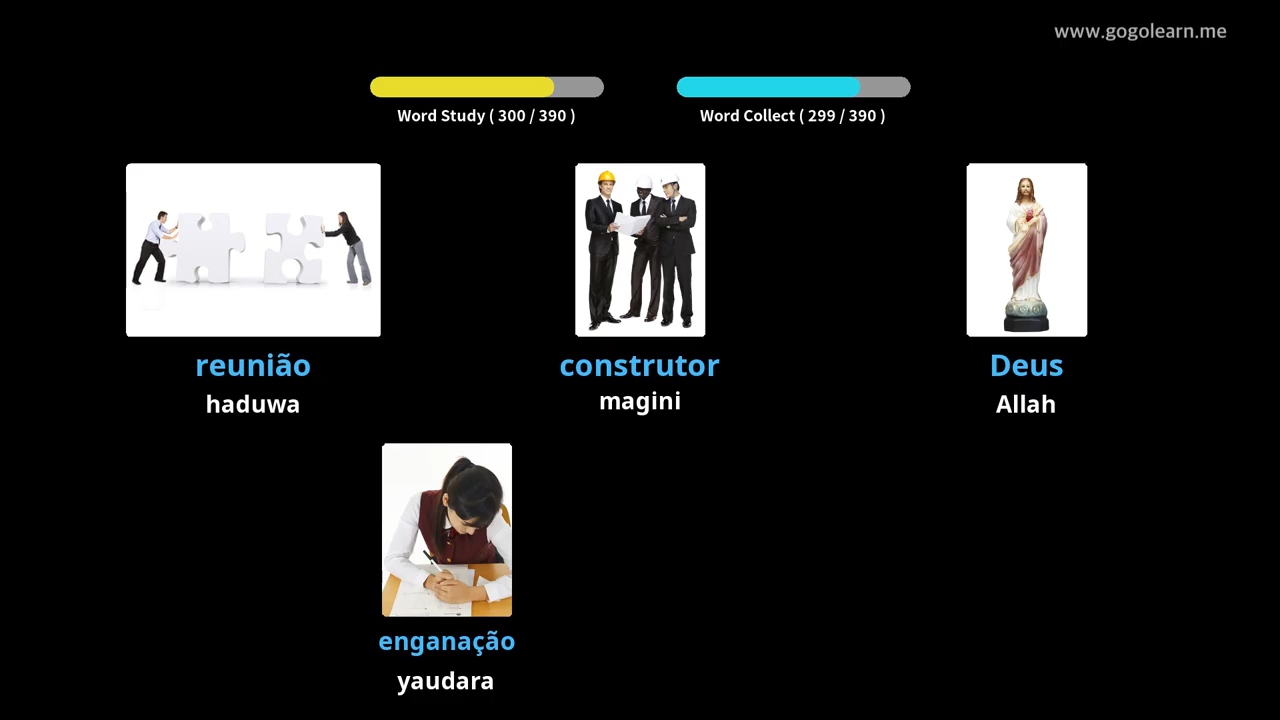 www.gogolearn.me
Word Study ( 300 / 390 )
Word Collect ( 299 / 390 )
reunião
haduwa
construtor
magini
Deus
Allah
enganação
yaudara